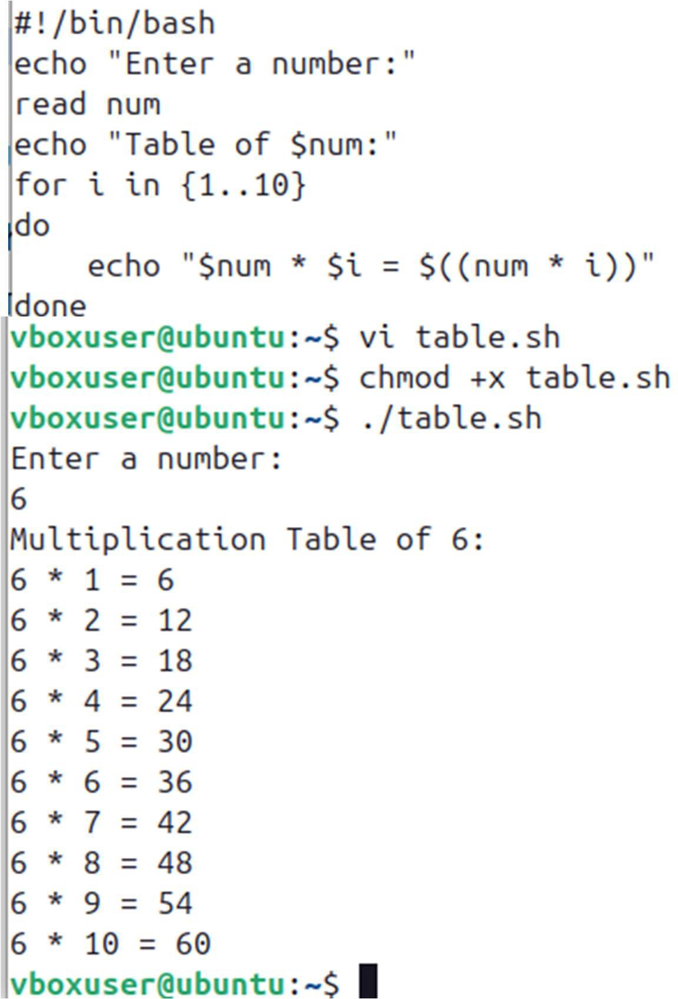 #!/bin/bash
echo "Enter a number:"
read num
echo "Table of $num:"
for i in {1..10}
do
    echo "$num * $i = $((num * i))"
done
vboxuser@ubuntu:~$ vi table.sh
vboxuser@ubuntu:~$ chmod +x table.sh
vboxuser@ubuntu:~$ ./table.sh
Enter a number:
6
Multiplication Table of 6:
6 * 1 = 6
6 * 2 = 12
6 * 3 = 18
6 * 4 = 24
6 * 5 = 30
6 * 6 = 36
6 * 7 = 42
6 * 8 = 48
6 * 9 = 54
6 * 10 = 60
vboxuser@ubuntu:~$